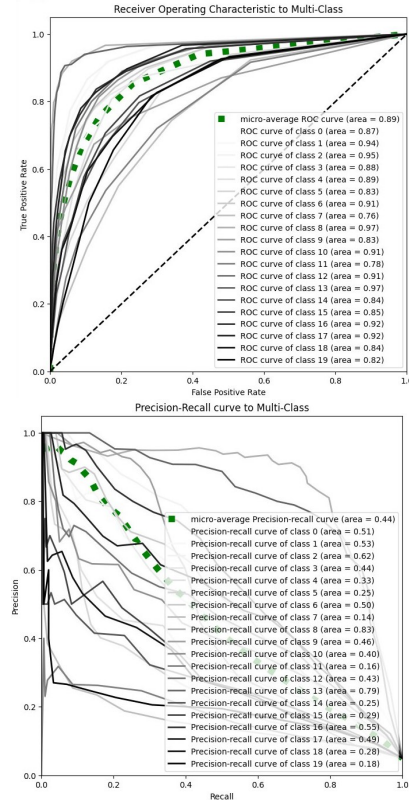 Receiver Operating Characteristic to Multi-Class
1.0
0.8
0.6
0.4
0.2
0.0
True Positive Rate
micro-average ROC curve (area = 0.89)
ROC curve of class 0 (area = 0.87)
ROC curve of class 1 (area = 0.94)
ROC curve of class 2 (area = 0.95)
ROC curve of class 3 (area = 0.88)
ROC curve of class 4 (area = 0.89)
ROC curve of class 5 (area = 0.83)
ROC curve of class 6 (area = 0.91)
ROC curve of class 7 (area = 0.76)
ROC curve of class 8 (area = 0.97)
ROC curve of class 9 (area = 0.83)
ROC curve of class 10 (area = 0.91)
ROC curve of class 11 (area = 0.78)
ROC curve of class 12 (area = 0.91)
ROC curve of class 13 (area = 0.97)
ROC curve of class 14 (area = 0.84)
ROC curve of class 15 (area = 0.85)
ROC curve of class 16 (area = 0.92)
ROC curve of class 17 (area = 0.92)
ROC curve of class 18 (area = 0.84)
ROC curve of class 19 (area = 0.82)
0.0 0.2 0.4 0.6 0.8 1.0
False Positive Rate
Precision-Recall curve to Multi-Class
1.0
0.8
0.6
0.4
0.2
0.0
Precision
micro-average Precision-recall curve (area = 0.44)
Precision-recall curve of class 0 (area = 0.51)
Precision-recall curve of class 1 (area = 0.53)
Precision-recall curve of class 2 (area = 0.62)
Precision-recall curve of class 3 (area = 0.44)
Precision-recall curve of class 4 (area = 0.33)
Precision-recall curve of class 5 (area = 0.25)
Precision-recall curve of class 6 (area = 0.50)
Precision-recall curve of class 7 (area = 0.14)
Precision-recall curve of class 8 (area = 0.83)
Precision-recall curve of class 9 (area = 0.46)
Precision-recall curve of class 10 (area = 0.40)
Precision-recall curve of class 11 (area = 0.16)
Precision-recall curve of class 12 (area = 0.43)
Precision-recall curve of class 13 (area = 0.79)
Precision-recall curve of class 14 (area = 0.25)
Precision-recall curve of class 15 (area = 0.29)
Precision-recall curve of class 16 (area = 0.55)
Precision-recall curve of class 17 (area = 0.49)
Precision-recall curve of class 18 (area = 0.28)
Precision-recall curve of class 19 (area = 0.18)
0.0 0.2 0.4 0.6 0.8 1.0
Recall